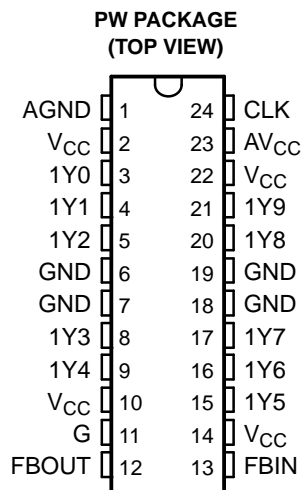 PW PACKAGE
(TOP VIEW)
AGND 1 24 CLK
VCC 2 23 AVCC
1Y0 3 22 VCC
1Y1 4 21 1Y9
1Y2 5 20 1Y8
GND 6 19 GND
GND 7 18 GND
1Y3 8 17 1Y7
1Y4 9 16 1Y6
VCC 10 15 1Y5
G 11 14 VCC
FBOUT 12 13 FBIN